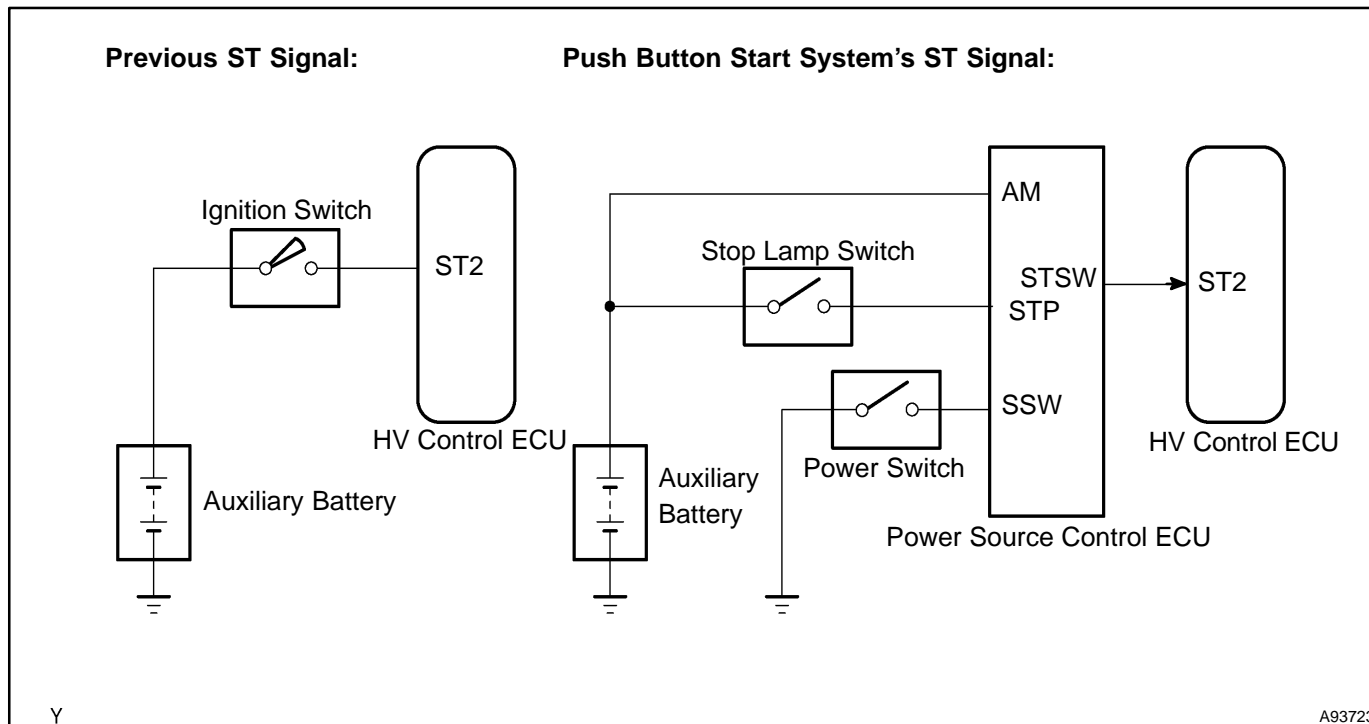 Previous ST Signal:
Push Button Start System's ST Signal:
Ignition Switch
ST2
HV Control ECU
Auxiliary Battery
AM
Stop Lamp Switch
STSW
STP
ST2
SSW
Power Switch
HV Control ECU
Auxiliary
Battery
Power Source Control ECU
Y
A93723